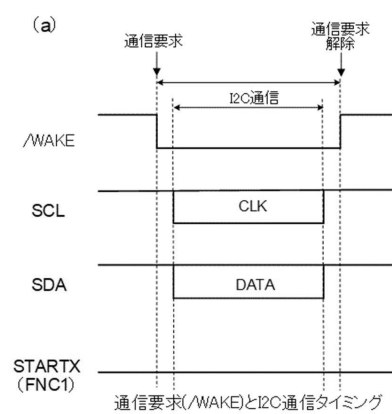 (a)
通信要求
通信要求
解除
I2C通信
/WAKE
SCL
CLK
SDA
DATA
STARTX
(FNC1)
通信要求(/WAKE)とI2C通信タイミング